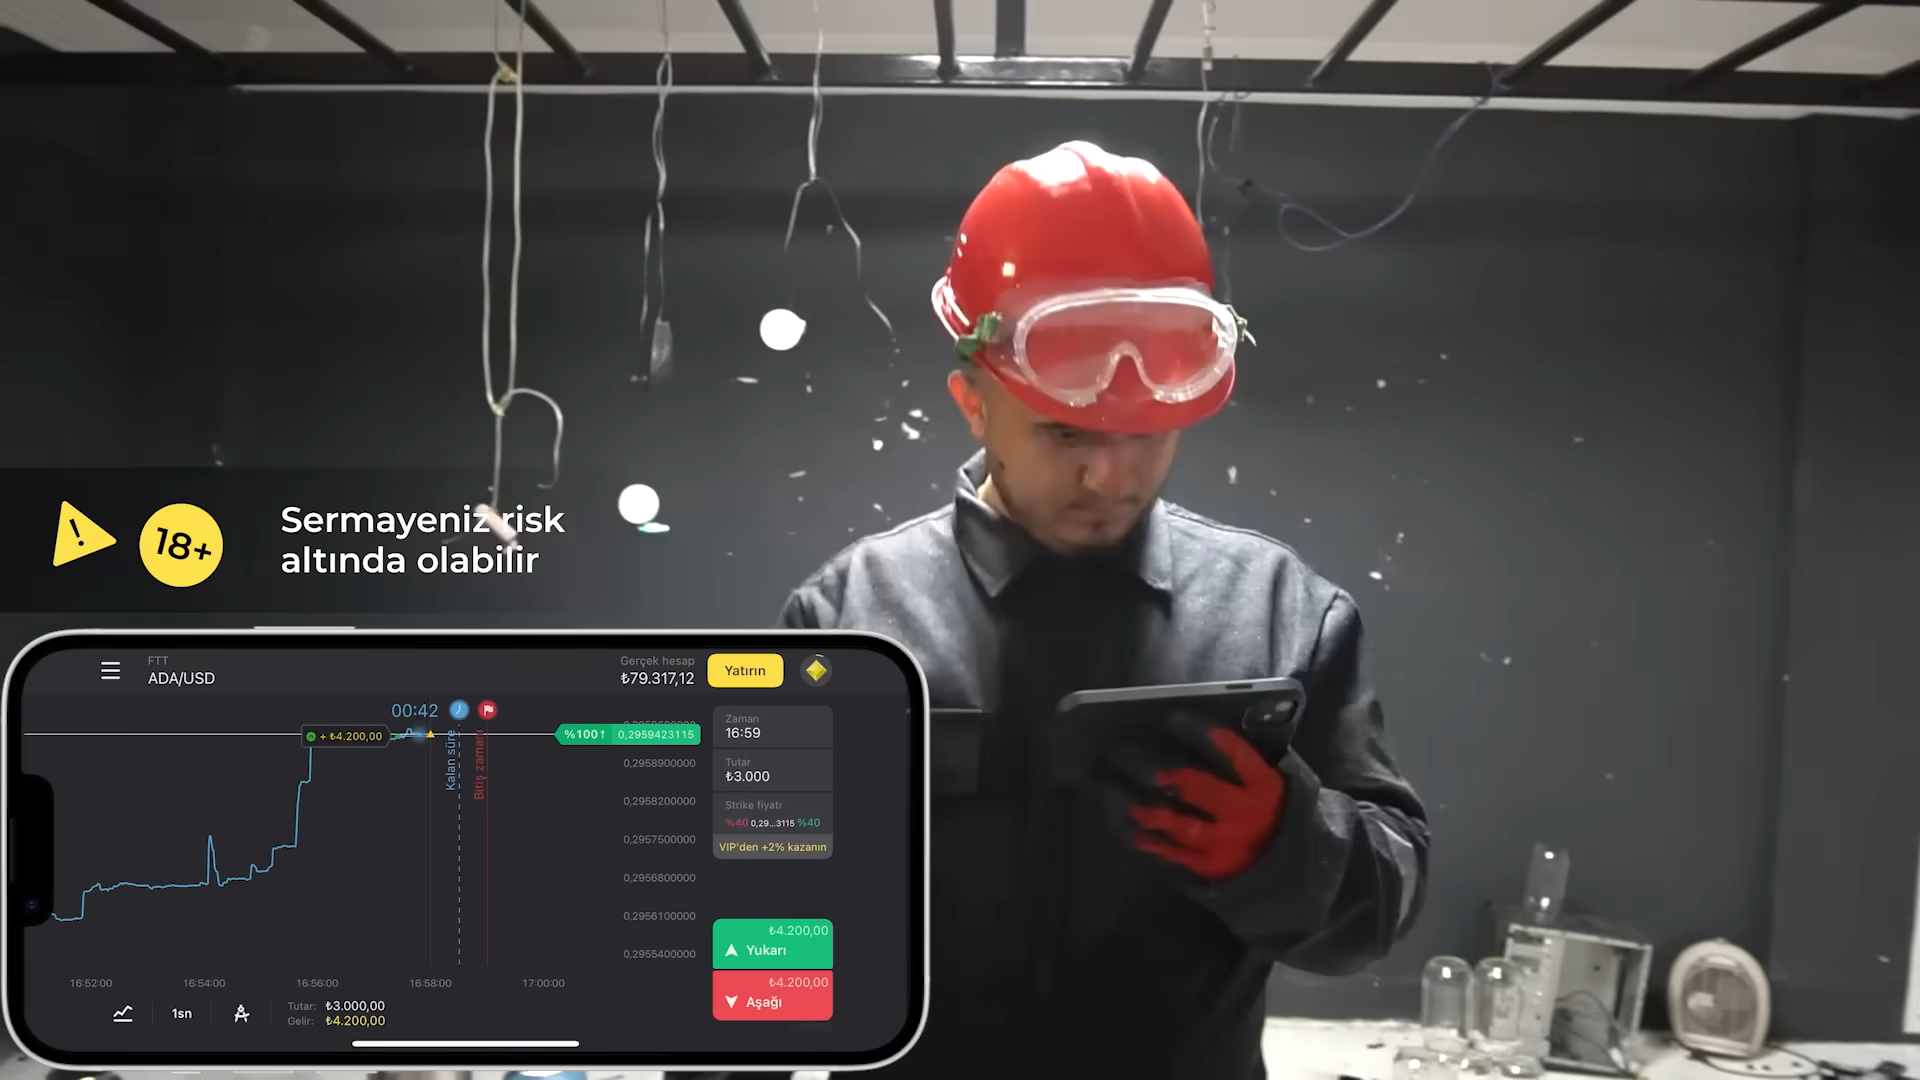 18+
Sermayeniz risk
altında olabilir
FTT
ADA/USD
Gerçek hesap
₺79.317,12
Yatırın
00:42
+ ₺4.200,00
Kalan süre
Bitiş zamanı
%100↑ 0,2959423115
0,2958900000
0,2958200000
0,2957500000
0,2956800000
0,2956100000
0,2955400000
16:52:00 16:54:00 16:56:00 16:58:00 17:00:00
Zaman
16:59
Tutar
₺3.000
Strike fiyatı
%40 0,29...3115 %40
VIP'den +2% kazanın
₺4.200,00
Yukarı
₺4.200,00
Aşağı
1sn
Tutar: ₺3.000,00
Gelir: ₺4.200,00